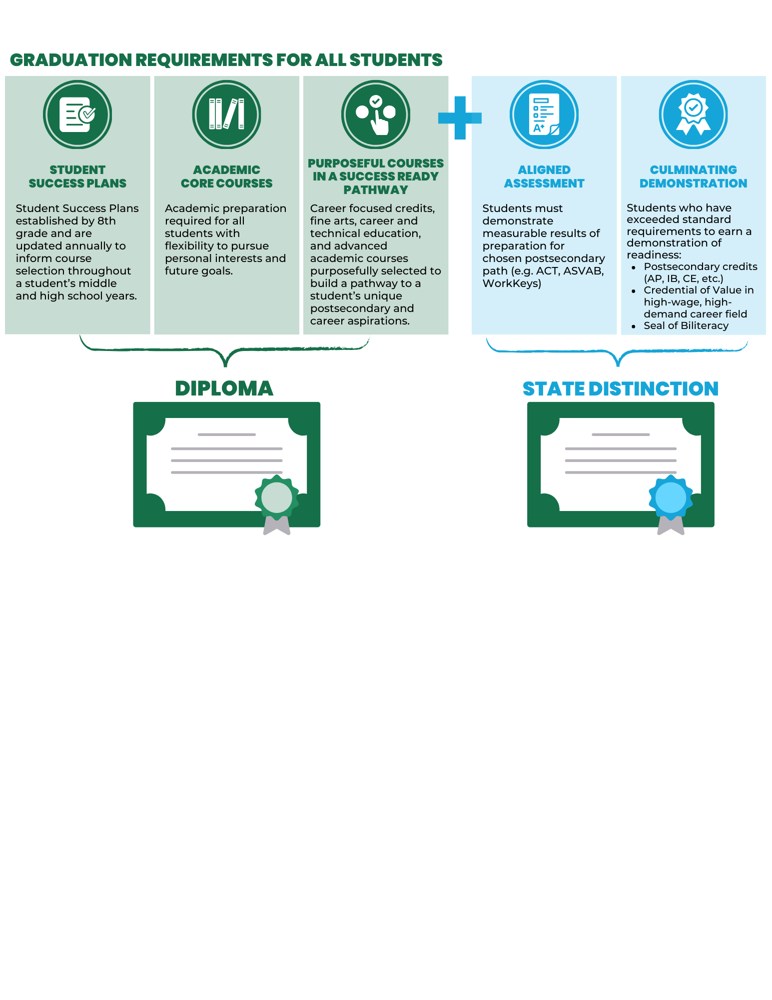 GRADUATION REQUIREMENTS FOR ALL STUDENTS
STUDENT
SUCCESS PLANS
Student Success Plans
established by 8th
grade and are
updated annually to
inform course
selection throughout
a student’s middle
and high school years.
ACADEMIC
CORE COURSES
Academic preparation
required for all
students with
flexibility to pursue
personal interests and
future goals.
PURPOSEFUL COURSES
IN A SUCCESS READY
PATHWAY
Career focused credits,
fine arts, career and
technical education,
and advanced
academic courses
purposefully selected to
build a pathway to a
student’s unique
postsecondary and
career aspirations.
A+
ALIGNED
ASSESSMENT
Students must
demonstrate
measurable results of
preparation for
chosen postsecondary
path (e.g. ACT, ASVAB,
WorkKeys)
CULMINATING
DEMONSTRATION
Students who have
exceeded standard
requirements to earn a
demonstration of
readiness:
• Postsecondary credits
(AP, IB, CE, etc.)
• Credential of Value in
high-wage, high-
demand career field
• Seal of Biliteracy
DIPLOMA
STATE DISTINCTION